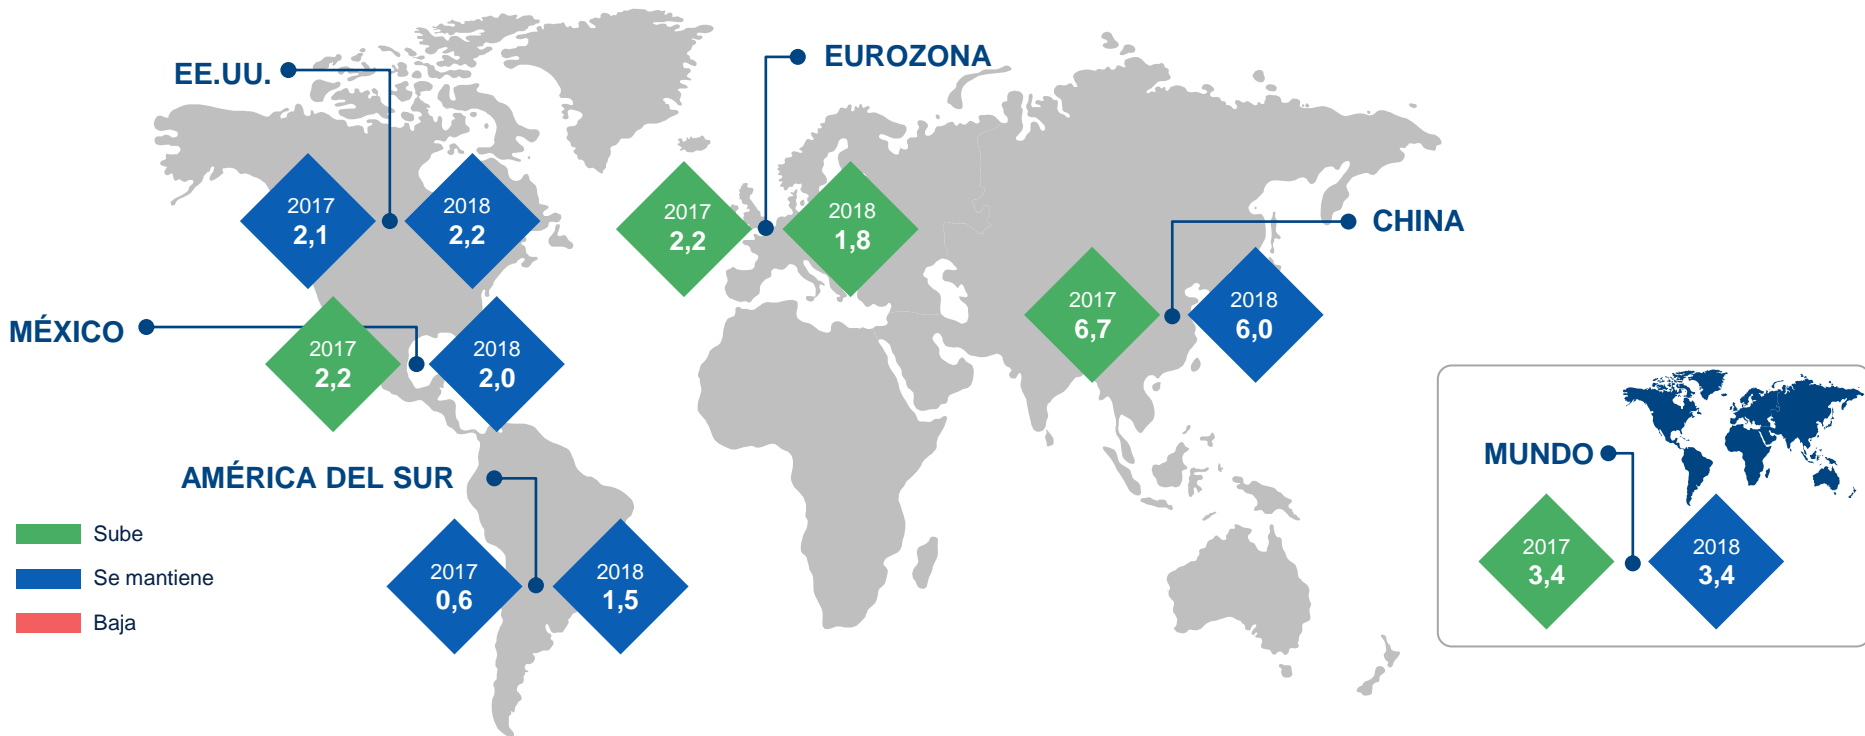 EE.UU.
2017
2,1
2018
2,2
EUROZONA
2017
2,2
2018
1,8
CHINA
2017
6,7
2018
6,0
MÉXICO
2017
2,2
2018
2,0
AMÉRICA DEL SUR
2017
0,6
2018
1,5
MUNDO
2017
3,4
2018
3,4
Sube
Se mantiene
Baja